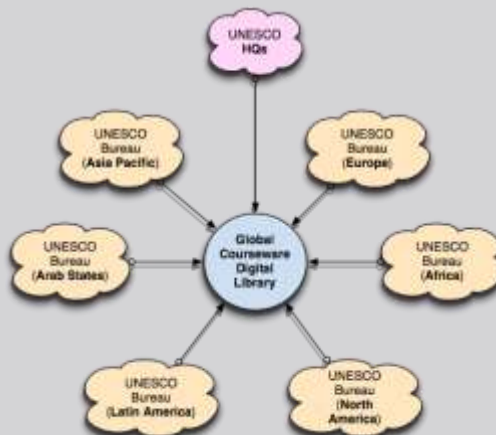 UNESCO
HQs
UNESCO
Bureau
(Asia Pacific)
UNESCO
Bureau
(Europe)
UNESCO
Bureau
(Arab States)
Global
Courseware
Digital
Library
UNESCO
Bureau
(Africa)
UNESCO
Bureau
(Latin America)
UNESCO
Bureau
(North
America)